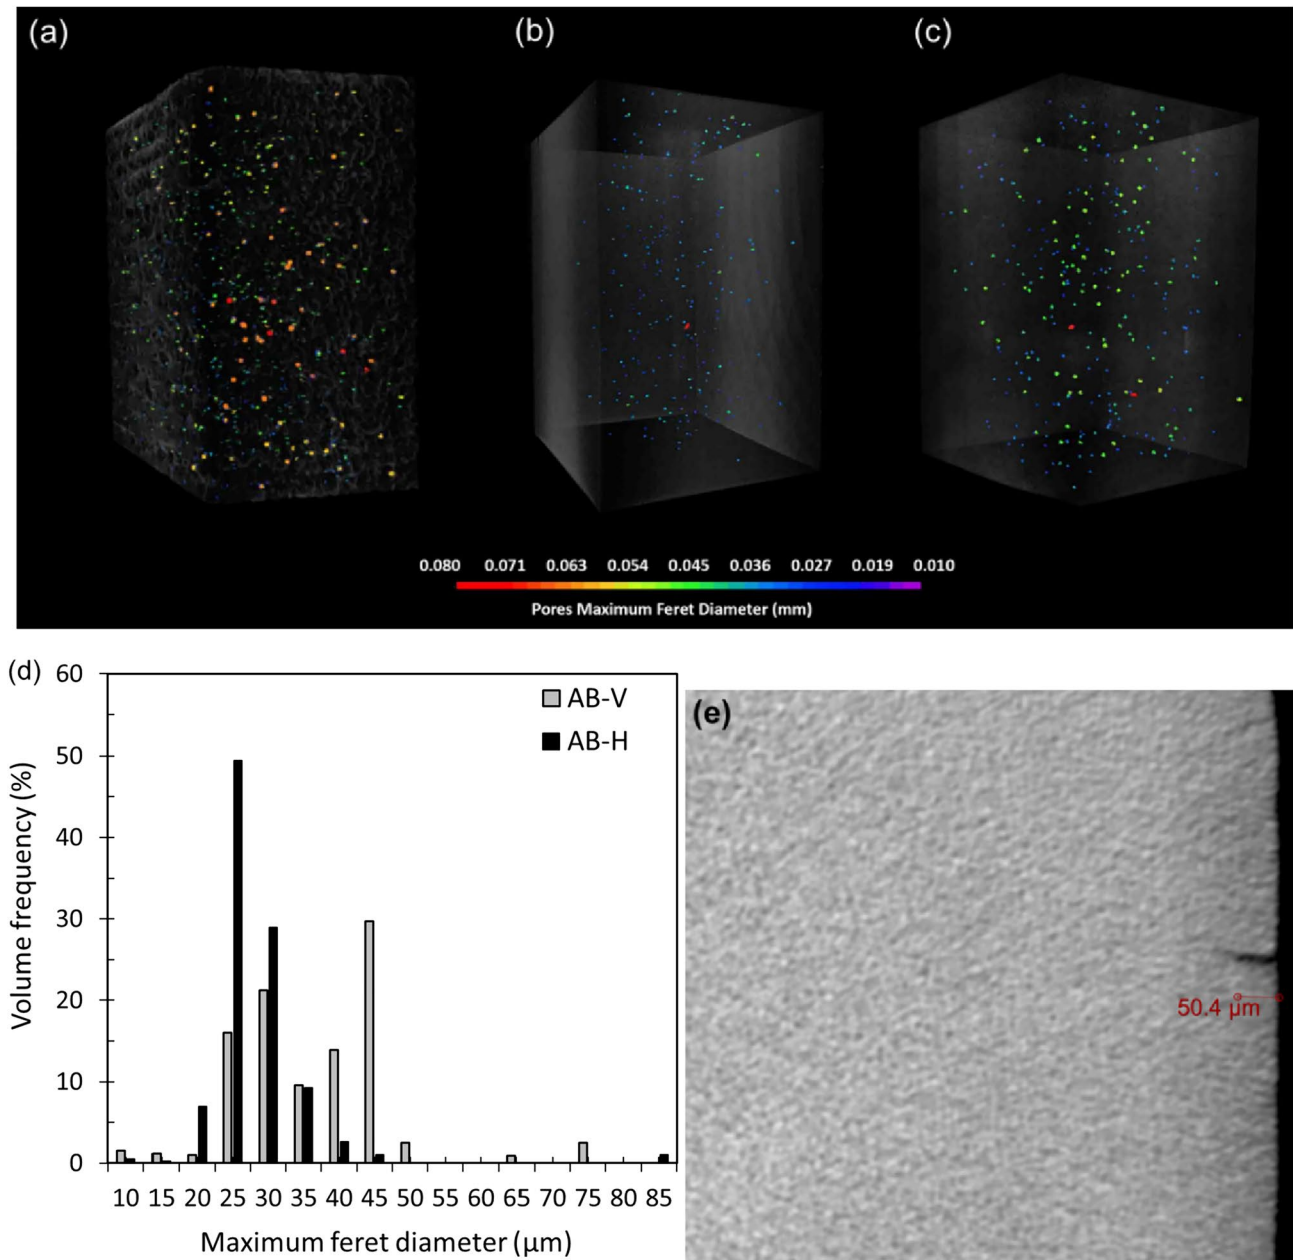 (a) (b) (c)
0.080 0.071 0.063 0.054 0.045 0.036 0.027 0.019 0.010
Pores Maximum Feret Diameter (mm)
(d)
60
50
40
30
20
10
0
Volume frequency (%)
AB-V
AB-H
10 15 20 25 30 35 40 45 50 55 60 65 70 75 80 85
Maximum feret diameter (μm)
(e)
50.4 μm